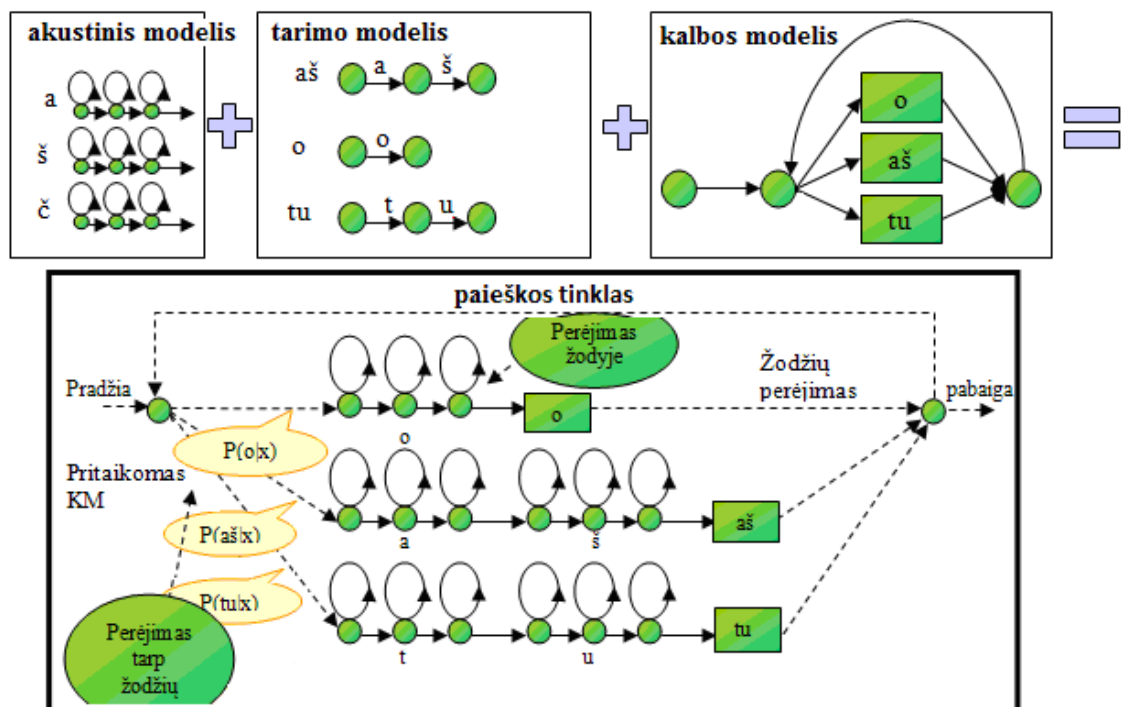 akustinis modelis
a
š
č
tarimo modelis
aš
a
š
o
o
tu
t
u
kalbos modelis
o
aš
tu
paieškos tinklas
Perėjimas
žodyje
Pradžia
Žodžių
perėjimas
pabaiga
o
o
P(o|x)
Pritaikomas
KM
P(aš|x)
a
š
aš
P(tu|x)
Perėjimas
tarp
žodžių
t
u
tu